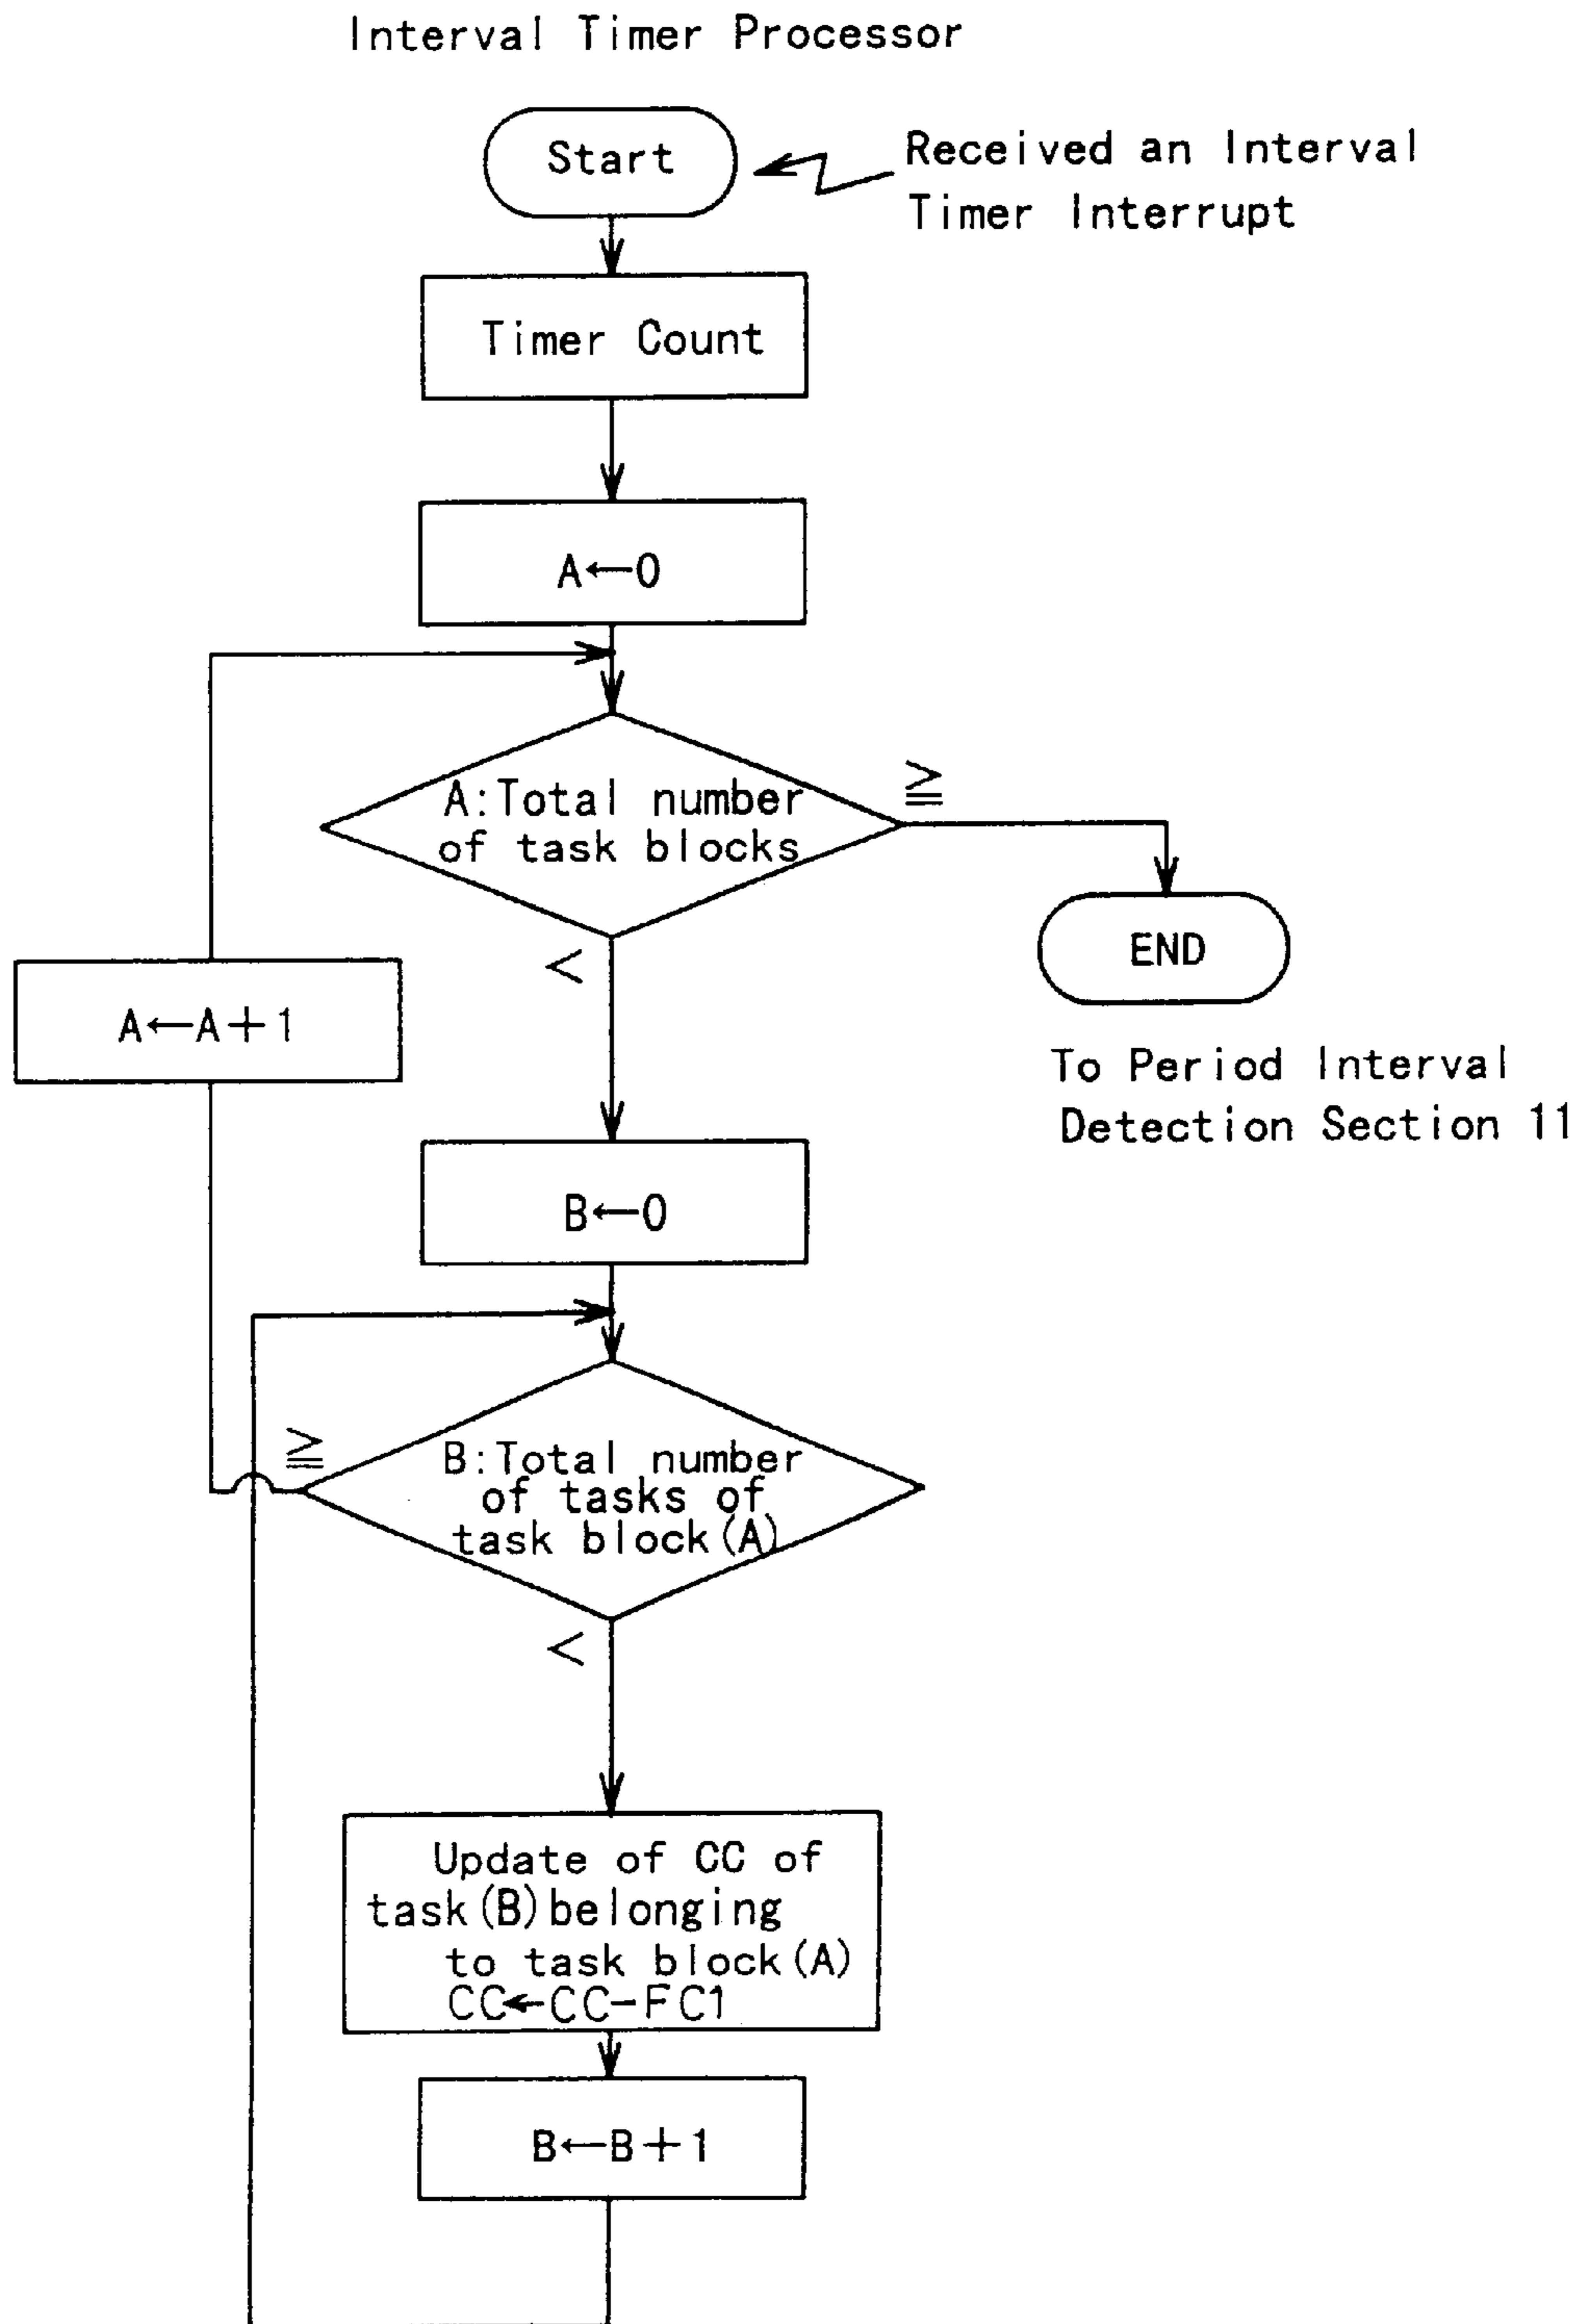 Interval Timer Processor
Start
Received an Interval
Timer Interrupt
Timer Count
A←0
A:Total number
of task blocks
≧
<
END
A←A+1
To Period Interval
Detection Section 11
B←0
≧
B:Total number
of tasks of
task block(A)
<
Update of CC of
task(B)belonging
to task block(A)
CC←CC-FC1
B←B+1